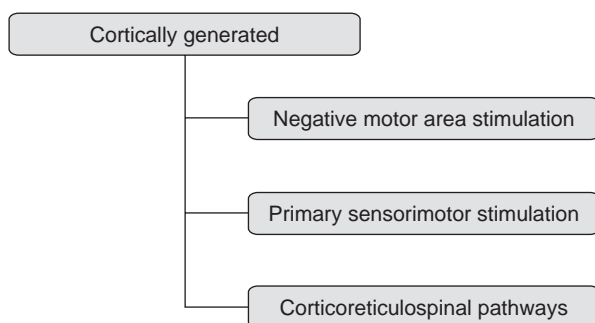 Cortically generated
Negative motor area stimulation
Primary sensorimotor stimulation
Corticoreticulospinal pathways